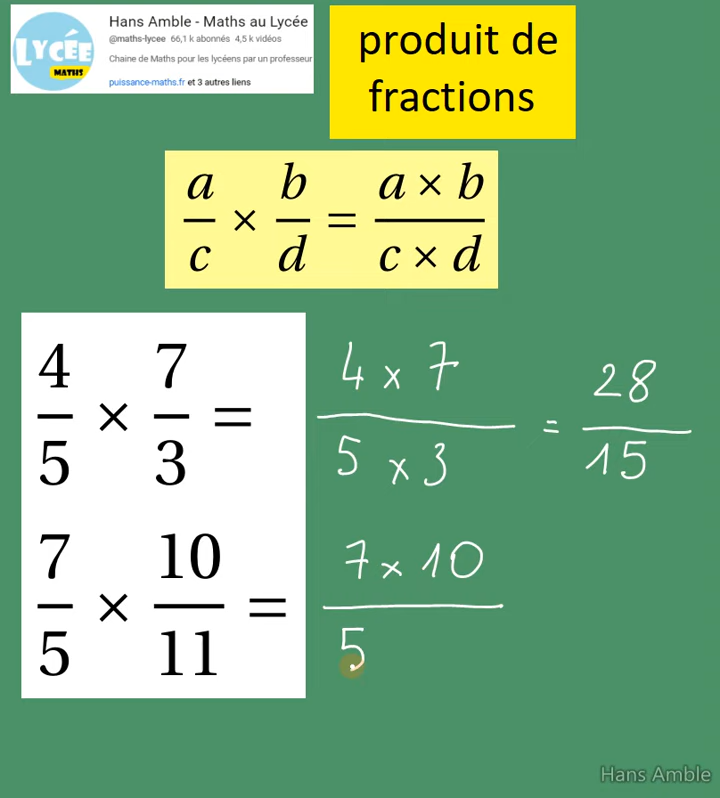 LYCÉE
MATHS
Hans Amble - Maths au Lycée
@maths-lycee 66,1 k abonnés 4,5 k vidéos
Chaine de Maths pour les lycéens par un professeur
puissance-maths.fr et 3 autres liens
produit de
fractions
a/c × b/d = a × b / c × d
4/5 × 7/3 = 4 × 7 / 5 × 3 = 28/15
7/5 × 10/11 = 7 × 10 / 5
Hans Amble